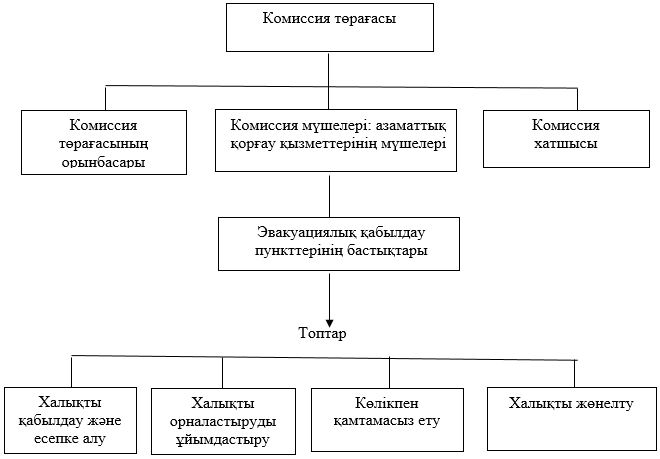 Комиссия төрағасы
Комиссия
төрағасының
орынбасары
Комиссия мүшелері: азаматтық
қорғау қызметтерінің мүшелері
Комиссия
хатшысы
Эвакуациялық қабылдау
пункттерінің бастықтары
Топтар
Халықты
қабылдау және
есепке алу
Халықты
орналастыруды
ұйымдастыру
Көлікпен
қамтамасыз ету
Халықты жөнелту